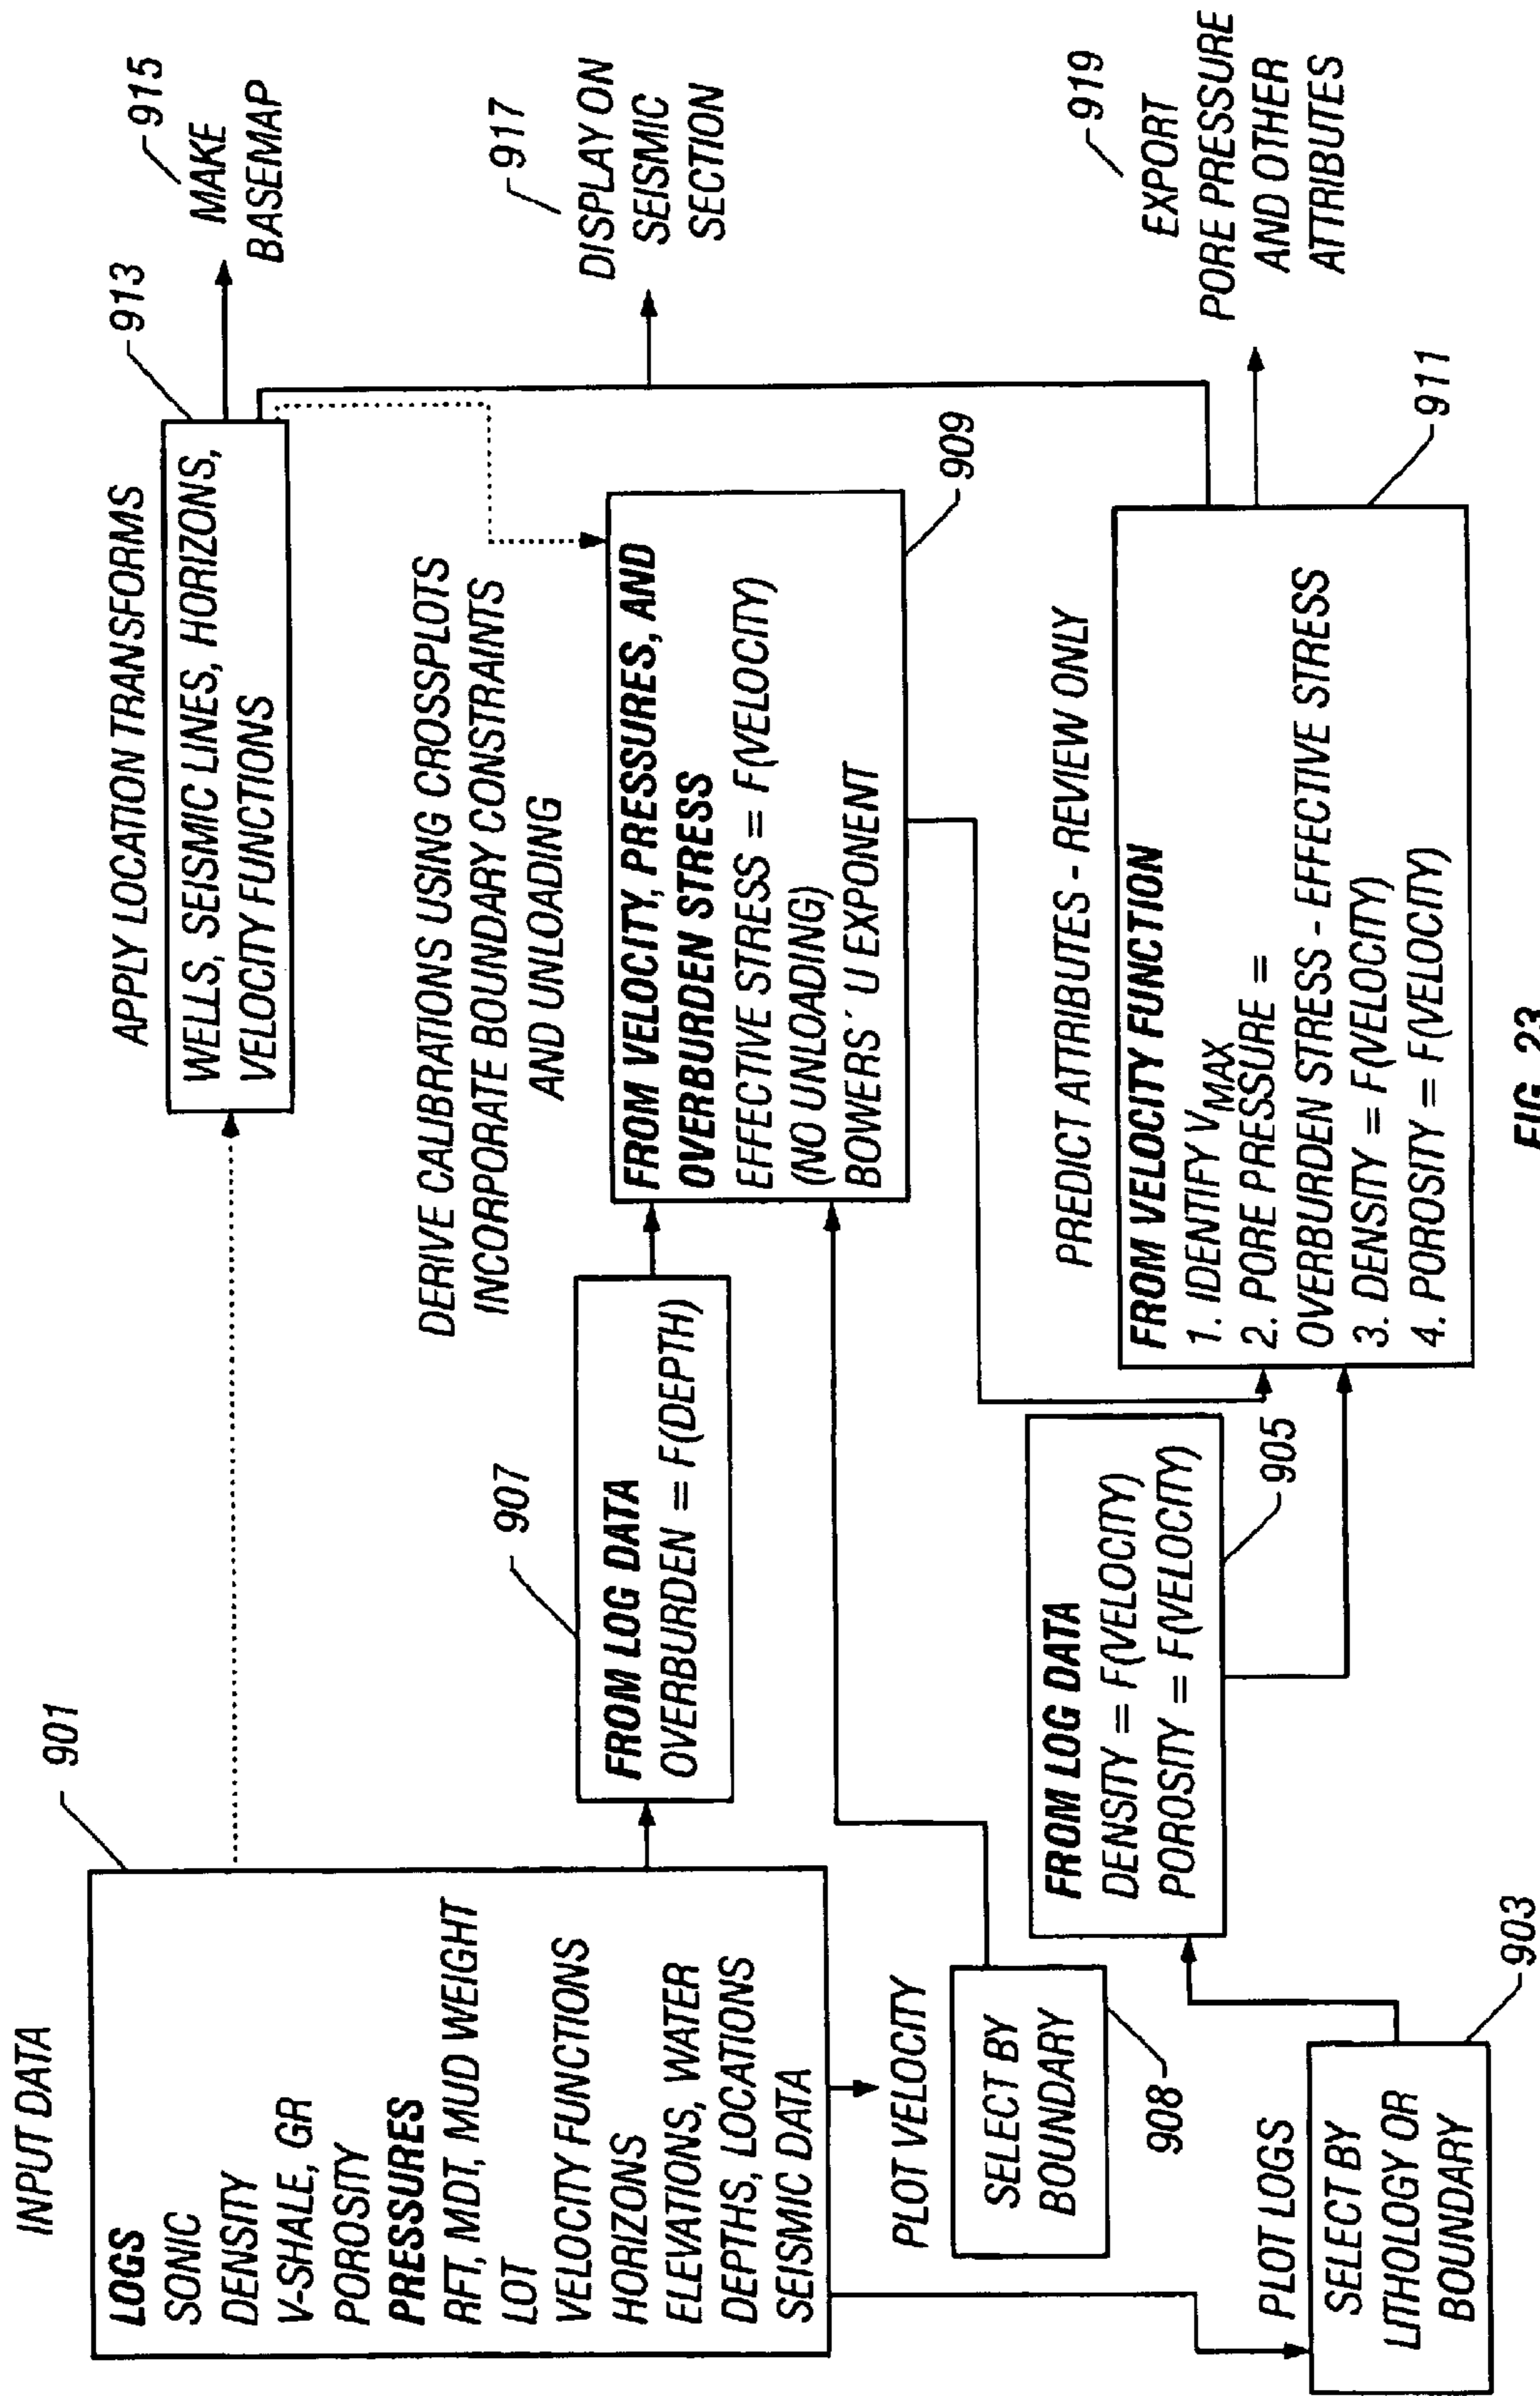 INPUT DATA
901
LOGS
SONIC
DENSITY
V-SHALE, GR
POROSITY
PRESSURES
RFT, MDT, MUD WEIGHT
LOT
VELOCITY FUNCTIONS
HORIZONS
ELEVATIONS, WATER
DEPTHS, LOCATIONS
SEISMIC DATA
APPLY LOCATION TRANSFORMS
913
WELLS, SEISMIC LINES, HORIZONS,
VELOCITY FUNCTIONS
915
MAKE
BASEMAP
907
FROM LOG DATA
OVERBURDEN = F(DEPTH)
DERIVE CALIBRATIONS USING CROSSPLOTS
INCORPORATE BOUNDARY CONSTRAINTS
AND UNLOADING
FROM VELOCITY, PRESSURES, AND
OVERBURDEN STRESS
EFFECTIVE STRESS = F(VELOCITY)
(NO UNLOADING)
BOWERS' U EXPONENT
909
917
DISPLAY ON
SEISMIC
SECTION
PLOT VELOCITY
SELECT BY
BOUNDARY
908
FROM LOG DATA
DENSITY = F(VELOCITY)
POROSITY = F(VELOCITY)
905
PREDICT ATTRIBUTES - REVIEW ONLY
FROM VELOCITY FUNCTION
1. IDENTIFY VMAX
2. PORE PRESSURE =
OVERBURDEN STRESS - EFFECTIVE STRESS
3. DENSITY = F(VELOCITY)
4. POROSITY = F(VELOCITY)
911
919
EXPORT
PORE PRESSURE
AND OTHER
ATTRIBUTES
PLOT LOGS
SELECT BY
LITHOLOGY OR
BOUNDARY
903
FIG. 23